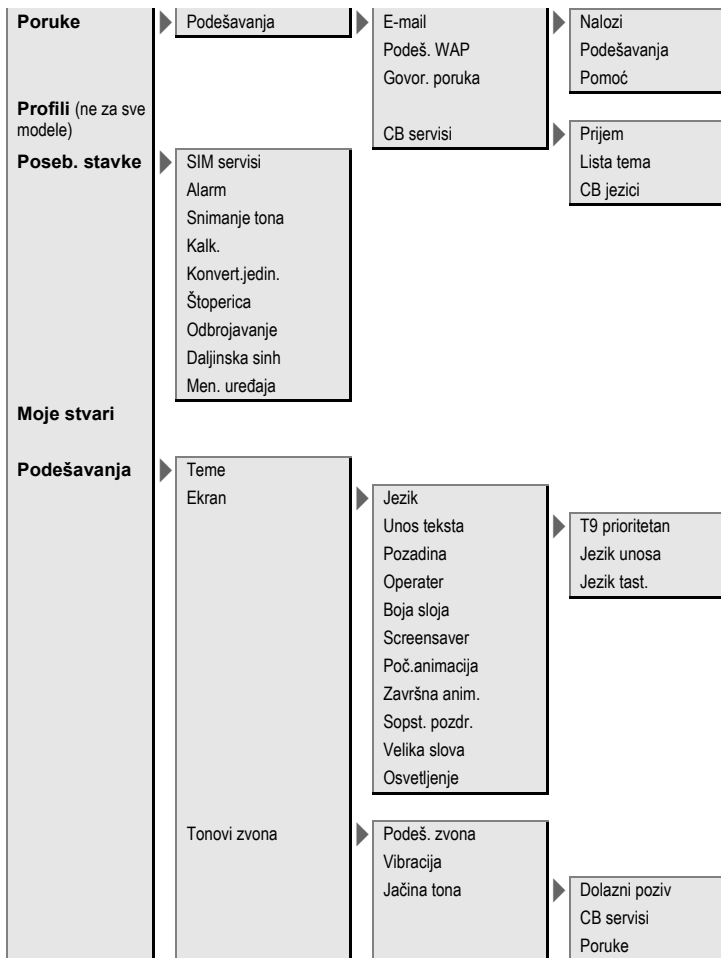 Poruke Podešavanja E-mail Nalozi
Podeš. WAP Podešavanja
Govor. poruka Pomoć
Profili (ne za sve
modele)
CB servisi Prijem
Poseb. stavke SIM servisi Lista tema
Alarm CB jezici
Snimanje tona
Kalk.
Konvert.jedin.
Štoperica
Odbrojavanje
Daljinska sinh
Men. uređaja
Moje stvari
Podešavanja Teme
Ekran Jezik
Unos teksta T9 prioritetan
Pozadina Jezik unosa
Operater Jezik tast.
Boja sloja
Screensaver
Poč.animacija
Završna anim.
Sopst. pozdr.
Velika slova
Osvetljenje
Tonovi zvona Podeš. zvona
Vibracija
Jačina tona Dolazni poziv
CB servisi
Poruke